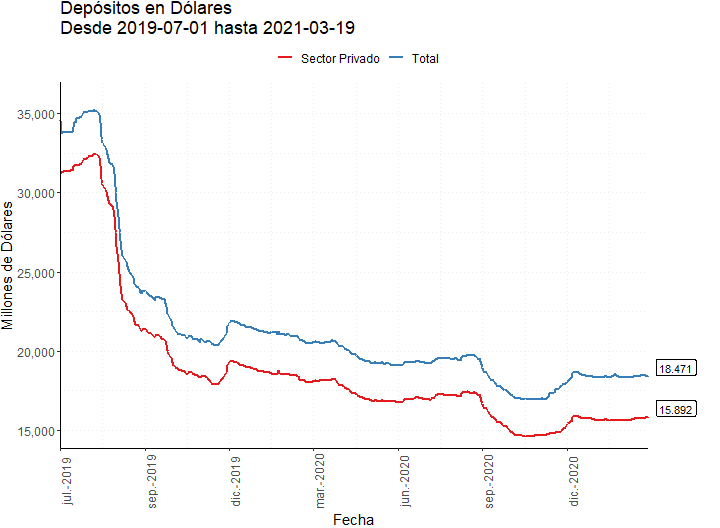 Depósitos en Dólares
Desde 2019-07-01 hasta 2021-03-19
Sector Privado Total
Millones de Dólares
35,000
30,000
25,000
20,000
15,000
18.471
15.892
jul.-2019
sep.-2019
dic.-2019
mar.-2020
jun.-2020
sep.-2020
dic.-2020
Fecha